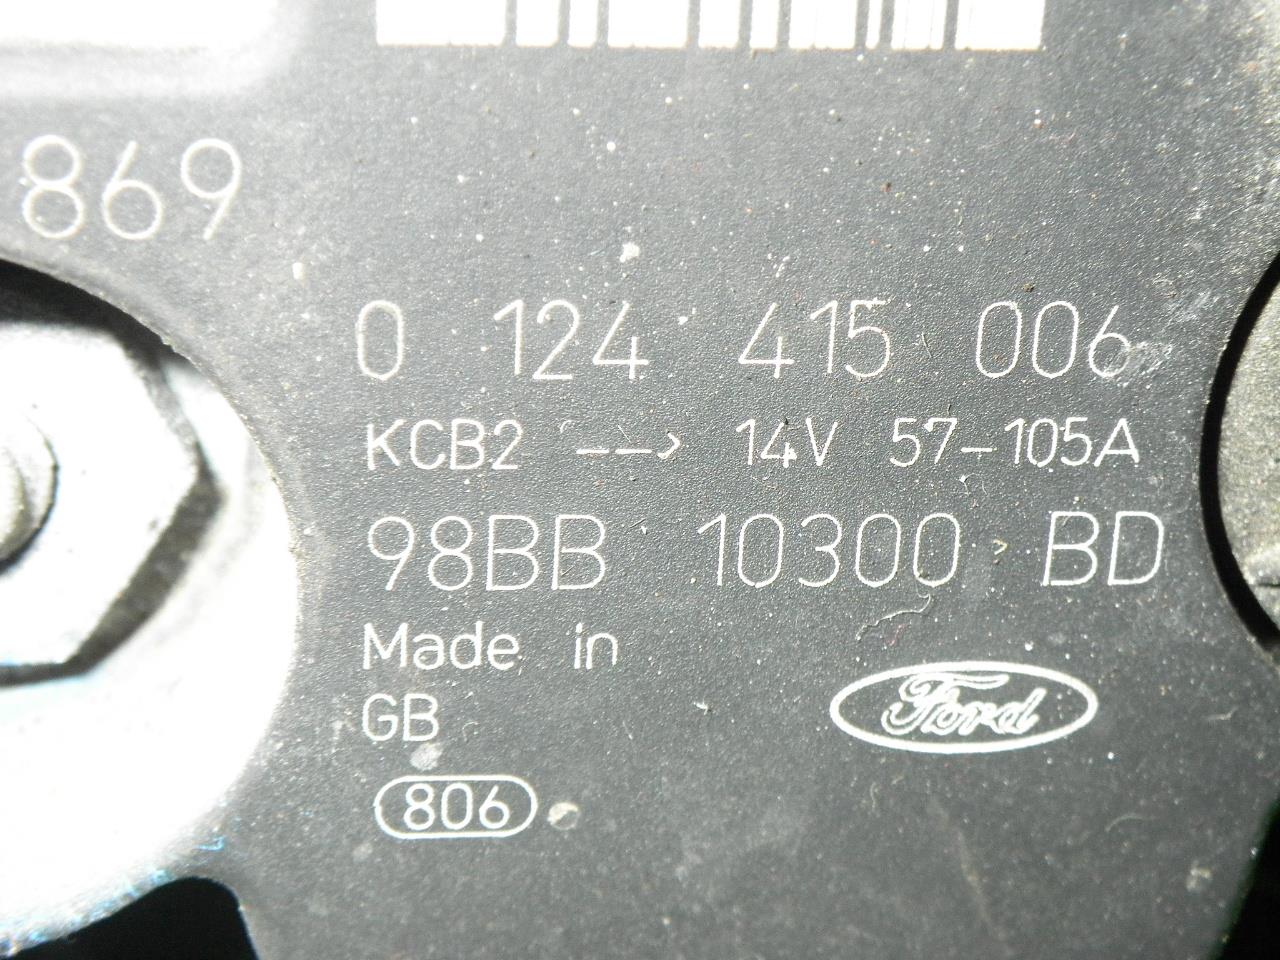 869
0 124 415 006
KCB2 --> 14V 57-105A
98BB 10300 BD
Made in
GB
Ford
806